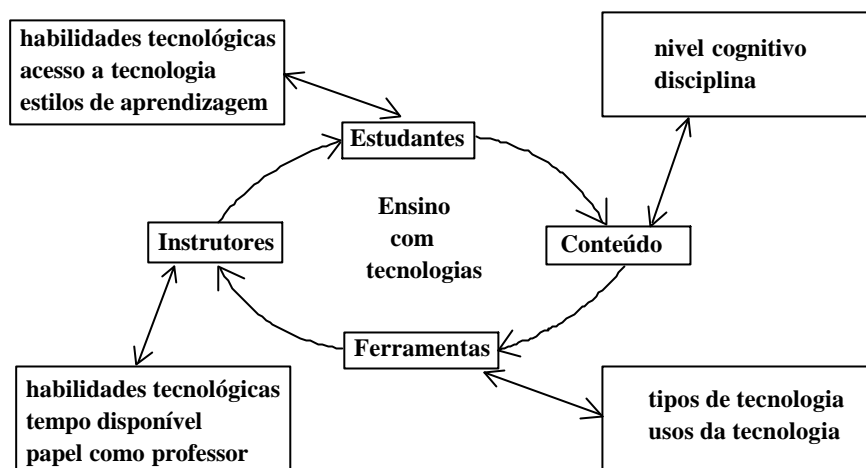 habilidades tecnológicas
acesso a tecnologia
estilos de aprendizagem
nivel cognitivo
disciplina
Estudantes
Ensino
com
tecnologias
Instrutores
Conteúdo
Ferramentas
habilidades tecnológicas
tempo disponível
papel como professor
tipos de tecnologia
usos da tecnologia